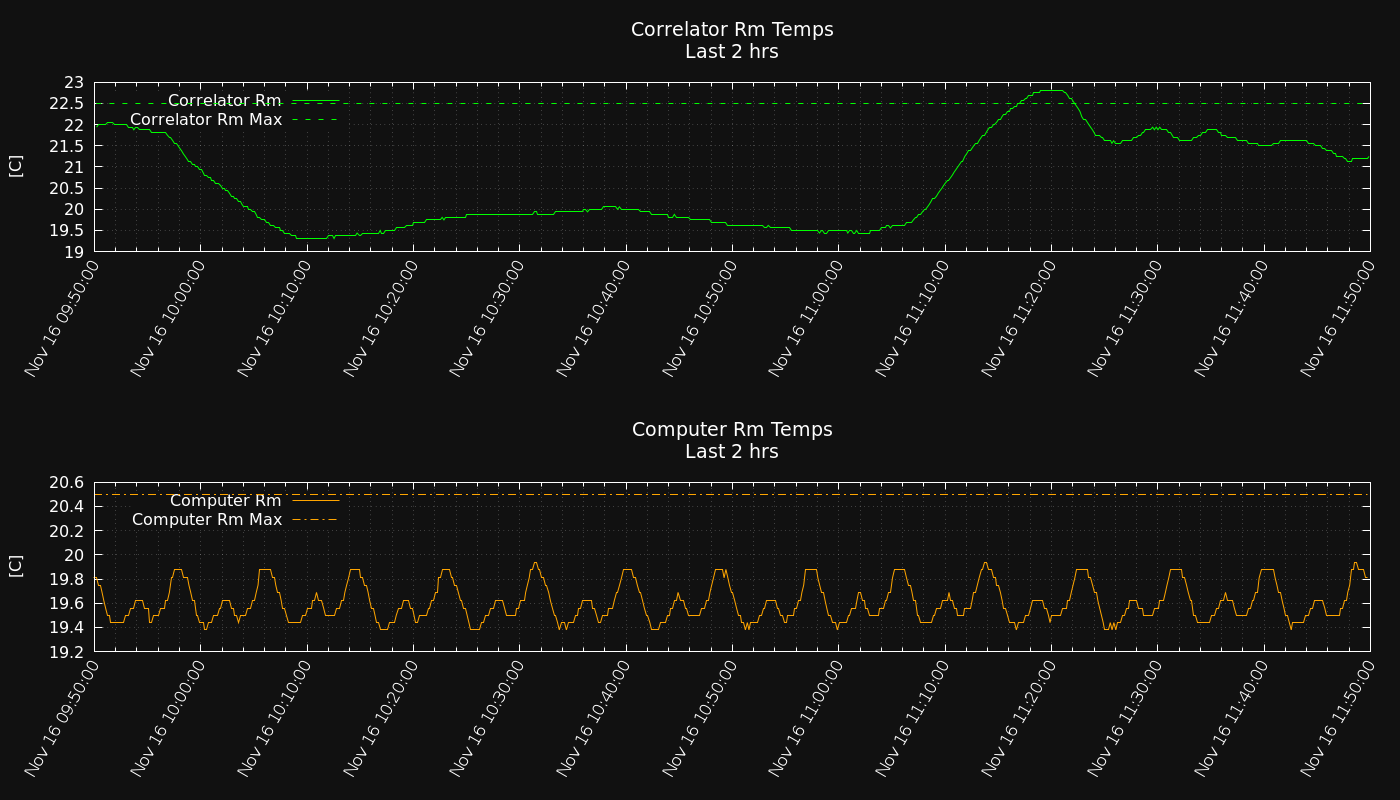 Correlator Rm Temps
Last 2 hrs
23
22.5
22
21.5
21
20.5
20
19.5
19
[C]
Correlator Rm
Correlator Rm Max
Nov 16 09:50:00
Nov 16 10:00:00
Nov 16 10:10:00
Nov 16 10:20:00
Nov 16 10:30:00
Nov 16 10:40:00
Nov 16 10:50:00
Nov 16 11:00:00
Nov 16 11:10:00
Nov 16 11:20:00
Nov 16 11:30:00
Nov 16 11:40:00
Nov 16 11:50:00
Computer Rm Temps
Last 2 hrs
20.6
20.4
20.2
20
19.8
19.6
19.4
19.2
[C]
Computer Rm
Computer Rm Max
Nov 16 09:50:00
Nov 16 10:00:00
Nov 16 10:10:00
Nov 16 10:20:00
Nov 16 10:30:00
Nov 16 10:40:00
Nov 16 10:50:00
Nov 16 11:00:00
Nov 16 11:10:00
Nov 16 11:20:00
Nov 16 11:30:00
Nov 16 11:40:00
Nov 16 11:50:00